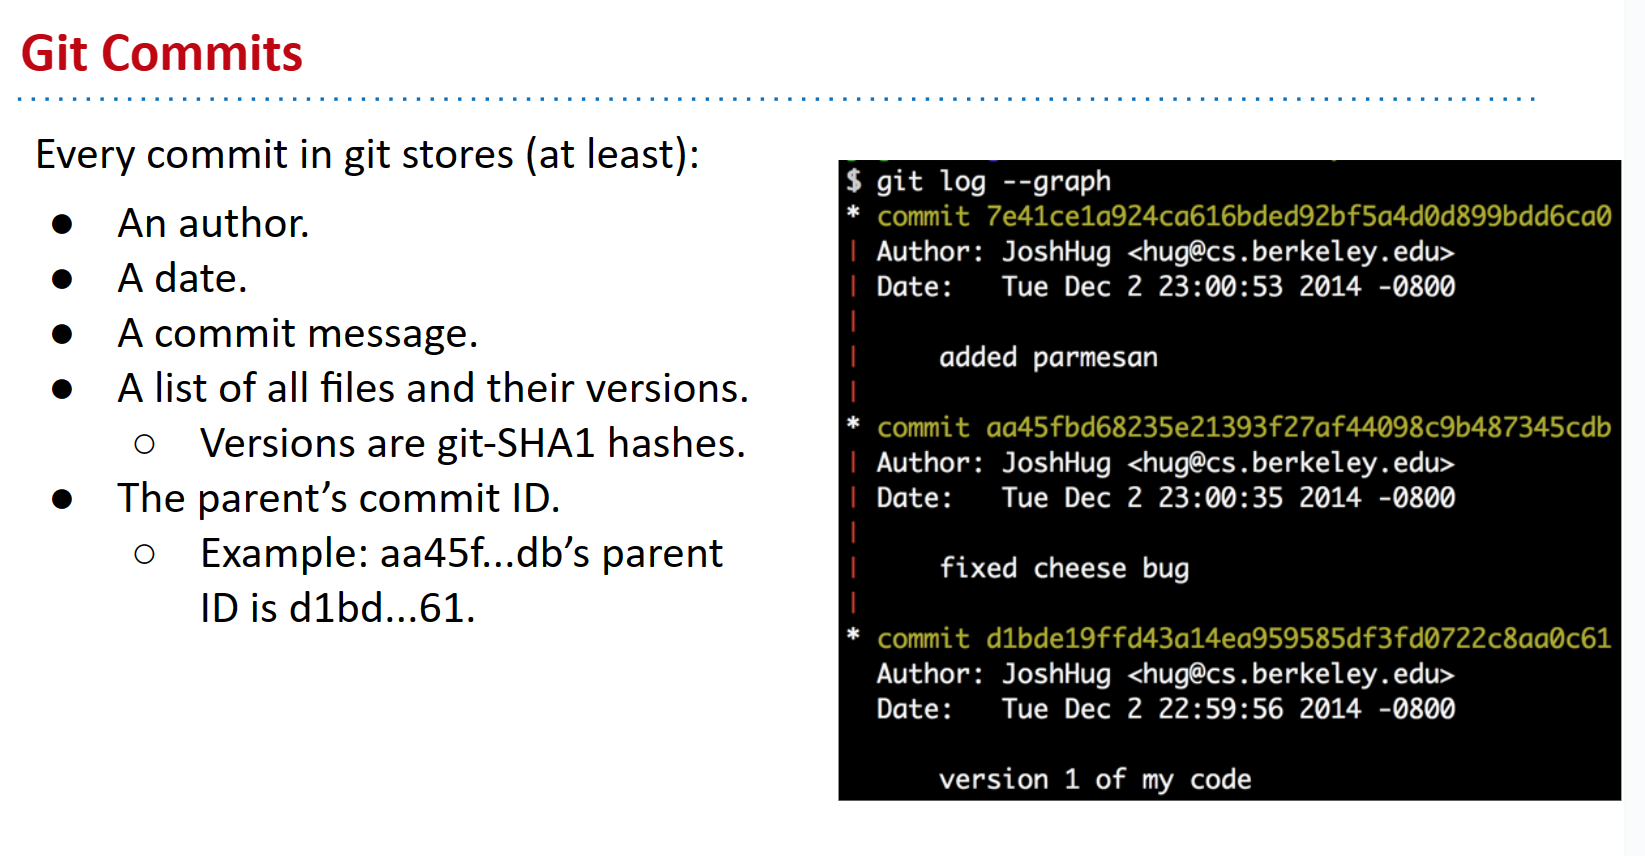 Git Commits
Every commit in git stores (at least):
● An author.
● A date.
● A commit message.
● A list of all files and their versions.
○ Versions are git-SHA1 hashes.
● The parent’s commit ID.
○ Example: aa45f...db’s parent
ID is d1bd...61.
$ git log --graph
* commit 7e41ce1a924ca616bded92bf5a4d0d899bdd6ca0
| Author: JoshHug <hug@cs.berkeley.edu>
| Date:   Tue Dec 2 23:00:53 2014 -0800
|
|     added parmesan
|
* commit aa45fbd68235e21393f27af44098c9b487345cdb
| Author: JoshHug <hug@cs.berkeley.edu>
| Date:   Tue Dec 2 23:00:35 2014 -0800
|
|     fixed cheese bug
|
* commit d1bde19ffd43a14ea959585df3fd0722c8aa0c61
Author: JoshHug <hug@cs.berkeley.edu>
Date:   Tue Dec 2 22:59:56 2014 -0800
version 1 of my code